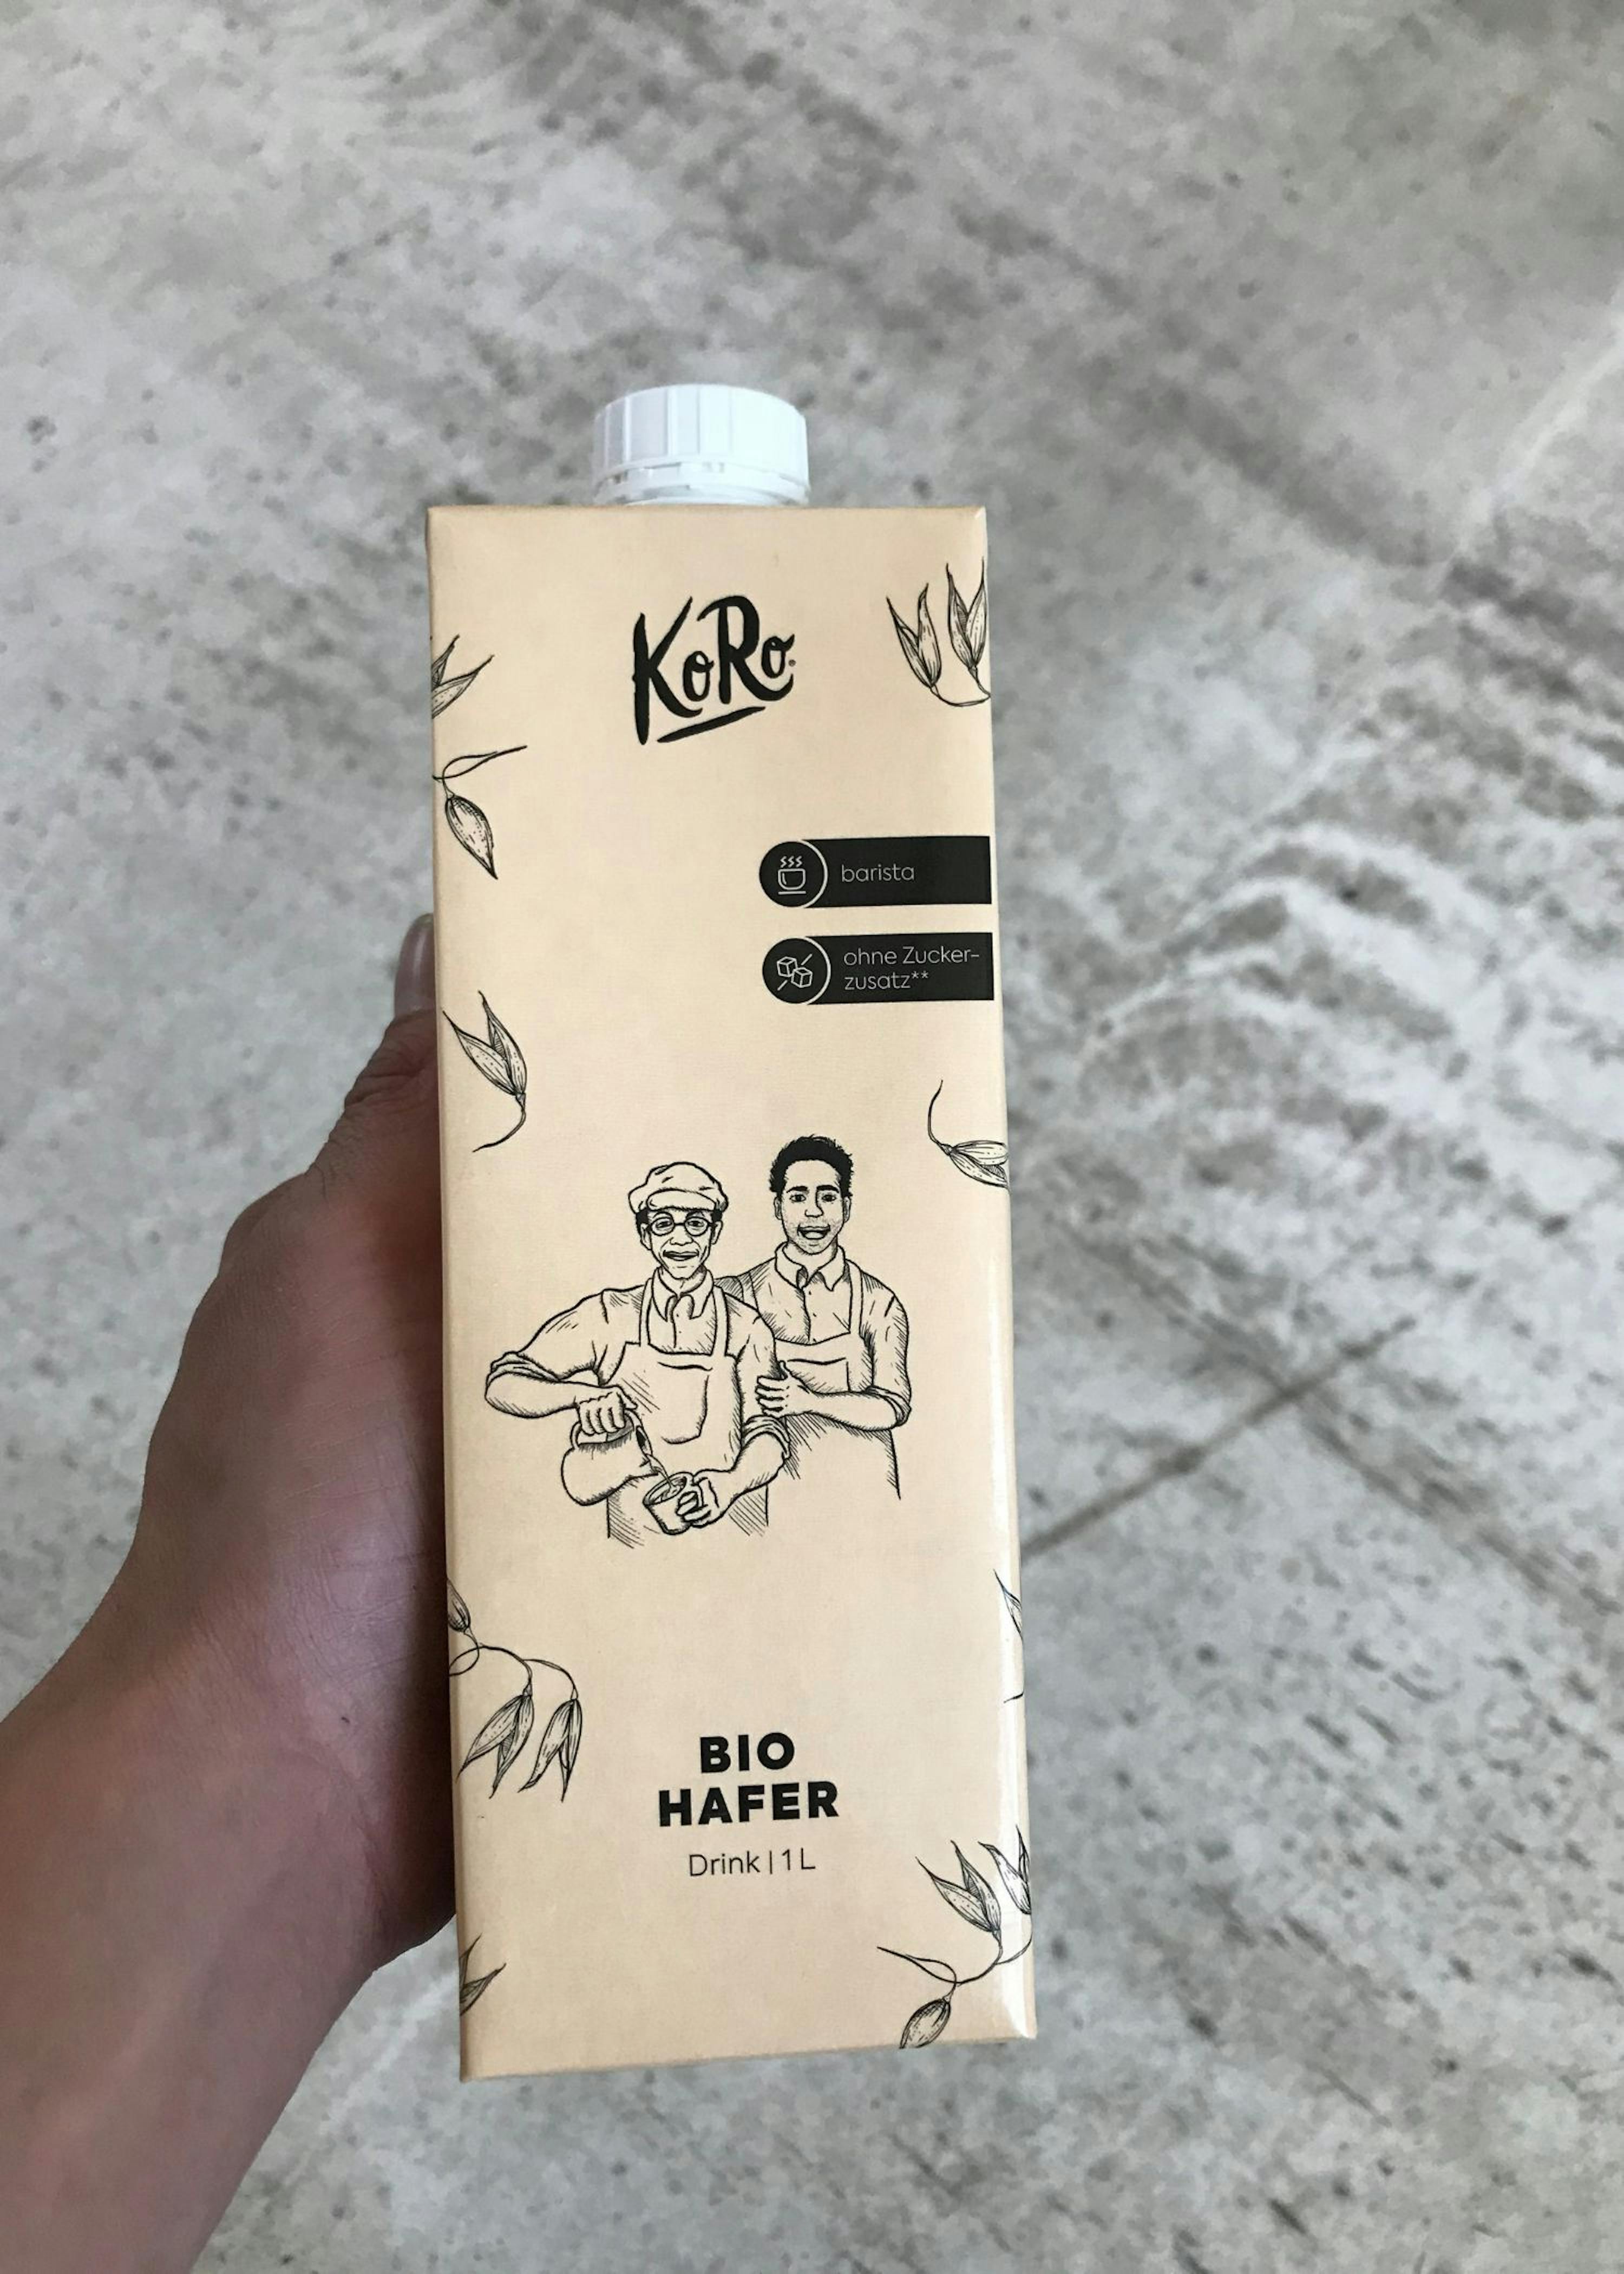 KoRo
barista
ohne Zucker-
zusatz**
BIO
HAFER
Drink | 1 L